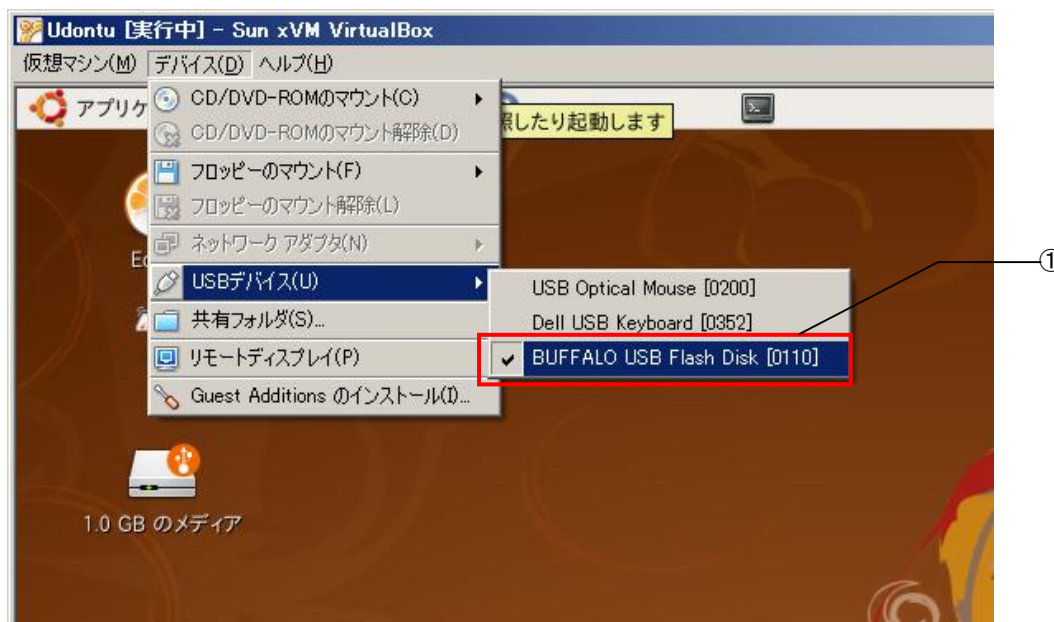 Udontu [実行中] - Sun xVM VirtualBox
仮想マシン(M) デバイス(D) ヘルプ(H)
アプリケ
CD/DVD-ROMのマウント(C)
照したり起動します
CD/DVD-ROMのマウント解除(D)
フロッピーのマウント(F)
フロッピーのマウント解除(L)
ネットワーク アダプタ(N)
Ed
USBデバイス(U)
USB Optical Mouse [0200]
①
共有フォルダ(S)...
Dell USB Keyboard [0352]
リモートディスプレイ(P)
BUFFALO USB Flash Disk [0110]
Guest Additions のインストール(I)...
1.0 GB のメディア